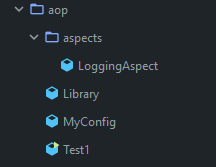 aop
aspects
LoggingAspect
Library
MyConfig
Test1